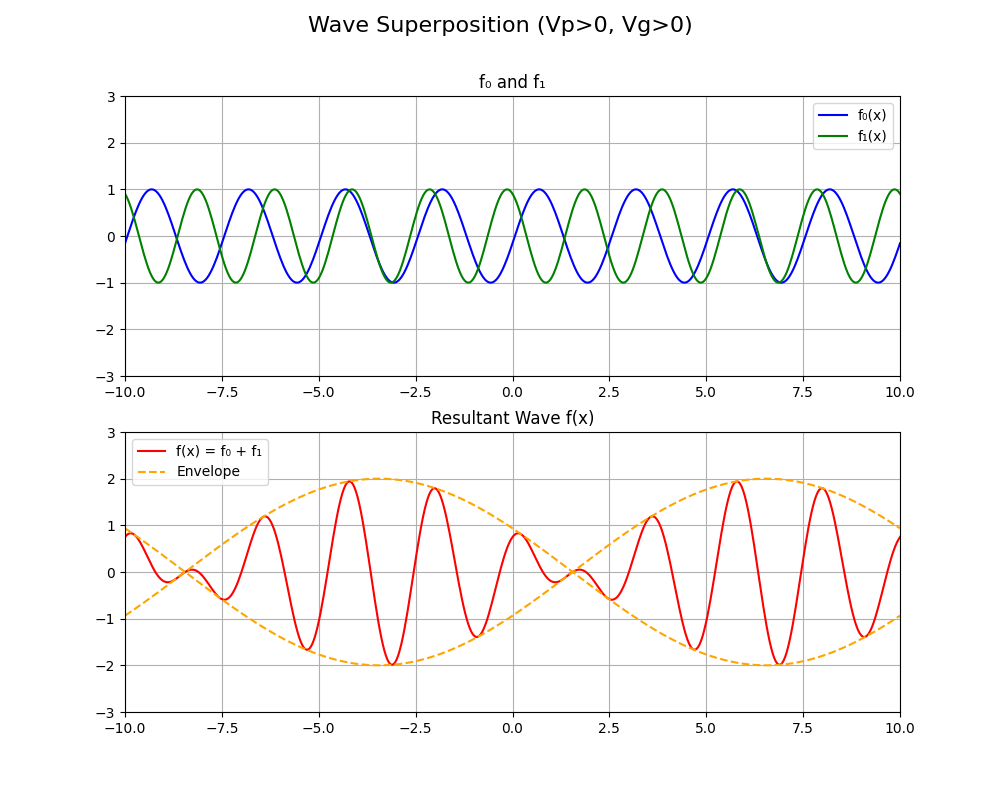 Wave Superposition (Vp>0, Vg>0)
f₀ and f₁
3
2
1
0
−1
−2
−3
f₀(x)
f₁(x)
−10.0 −7.5 −5.0 −2.5 0.0 2.5 5.0 7.5 10.0
Resultant Wave f(x)
3
2
1
0
−1
−2
−3
f(x) = f₀ + f₁
Envelope
−10.0 −7.5 −5.0 −2.5 0.0 2.5 5.0 7.5 10.0